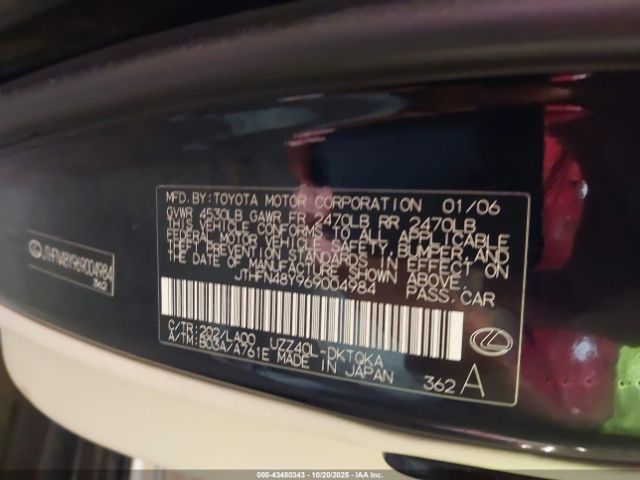 JTHFN48Y969004984
362
MFD. BY: TOYOTA MOTOR CORPORATION 01/06
GVWR 4530LB GAWR FR 2470LB RR 2470LB
THIS VEHICLE CONFORMS TO ALL APPLICABLE
FEDERAL MOTOR VEHICLE SAFETY, BUMPER, AND
THEFT PREVENTION STANDARDS IN EFFECT ON
THE DATE OF MANUFACTURE SHOWN ABOVE.
JTHFN48Y969004984 PASS. CAR
C/TR: 202/LA00 UZZ40L-DKTQKA
A/TM: B03A/A761E MADE IN JAPAN
362 A
000-43480343 - 10/20/2025 - IAA Inc.